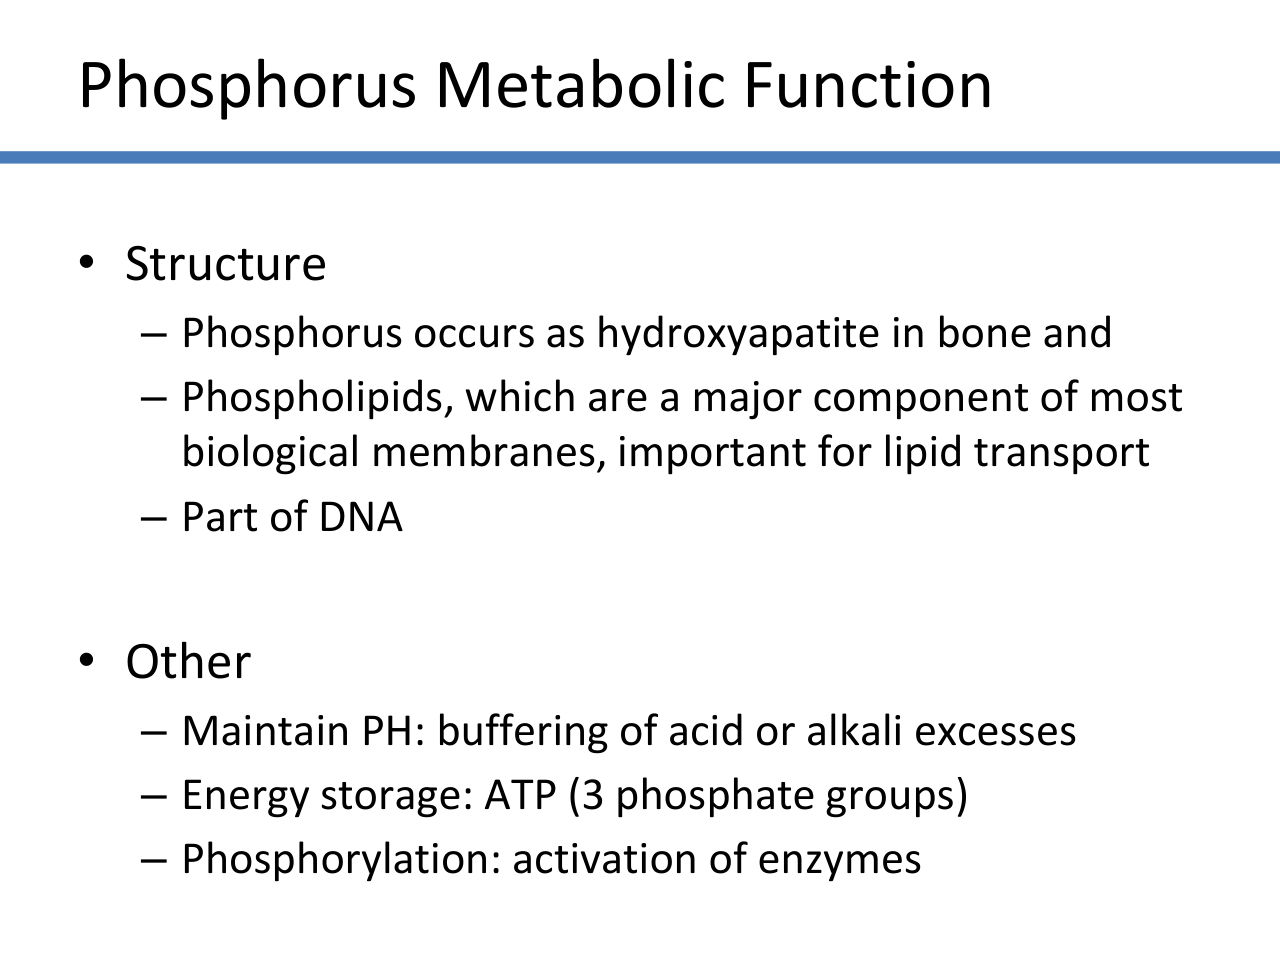 Phosphorus Metabolic Function
• Structure
– Phosphorus occurs as hydroxyapatite in bone and
– Phospholipids, which are a major component of most
biological membranes, important for lipid transport
– Part of DNA
• Other
– Maintain PH: buffering of acid or alkali excesses
– Energy storage: ATP (3 phosphate groups)
– Phosphorylation: activation of enzymes